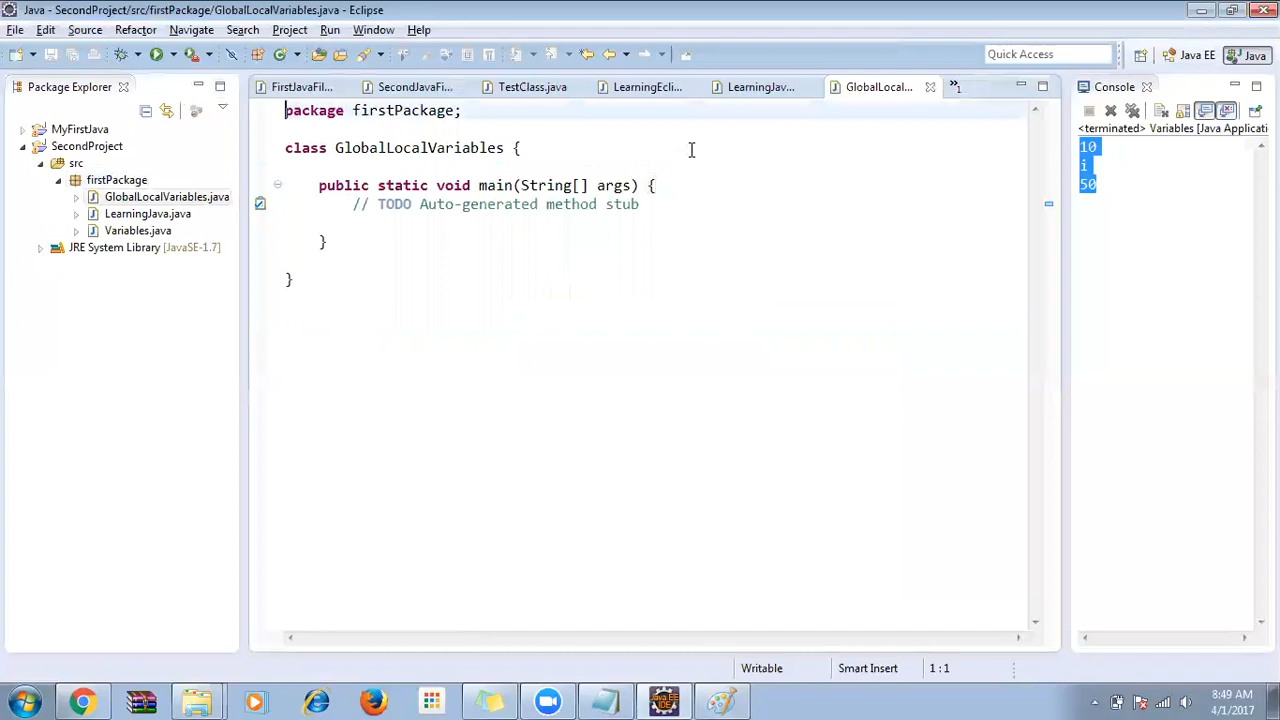 Java - SecondProject/src/firstPackage/GlobalLocalVariables.java - Eclipse
File Edit Source Refactor Navigate Search Project Run Window Help
Quick Access Java EE Java
Package Explorer
FirstJavaFil... SecondJavaFi... TestClass.java LearningEcli... LearningJav... GlobalLocal... »1
Console
<terminated> Variables [Java Applicati
10
i
50
MyFirstJava
SecondProject
src
firstPackage
GlobalLocalVariables.java
LearningJava.java
Variables.java
JRE System Library [JavaSE-1.7]
package firstPackage;
class GlobalLocalVariables {
public static void main(String[] args) {
// TODO Auto-generated method stub
}
}
Writable Smart Insert 1 : 1
Java EE
IDE
8:49 AM
4/1/2017